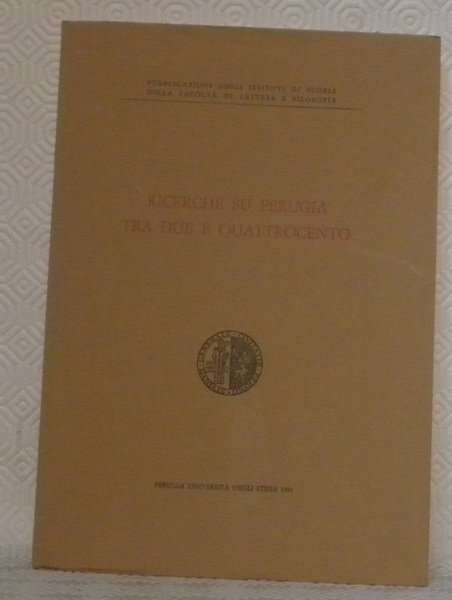 PUBBLICAZIONI DEGLI ISTITUTI DI STORIA
DELLA FACOLTÀ DI LETTERE E FILOSOFIA
RICERCHE SU PERUGIA
TRA DUE E QUATTROCENTO
PERUGIA UNIVERSITÀ DEGLI STUDI 1981